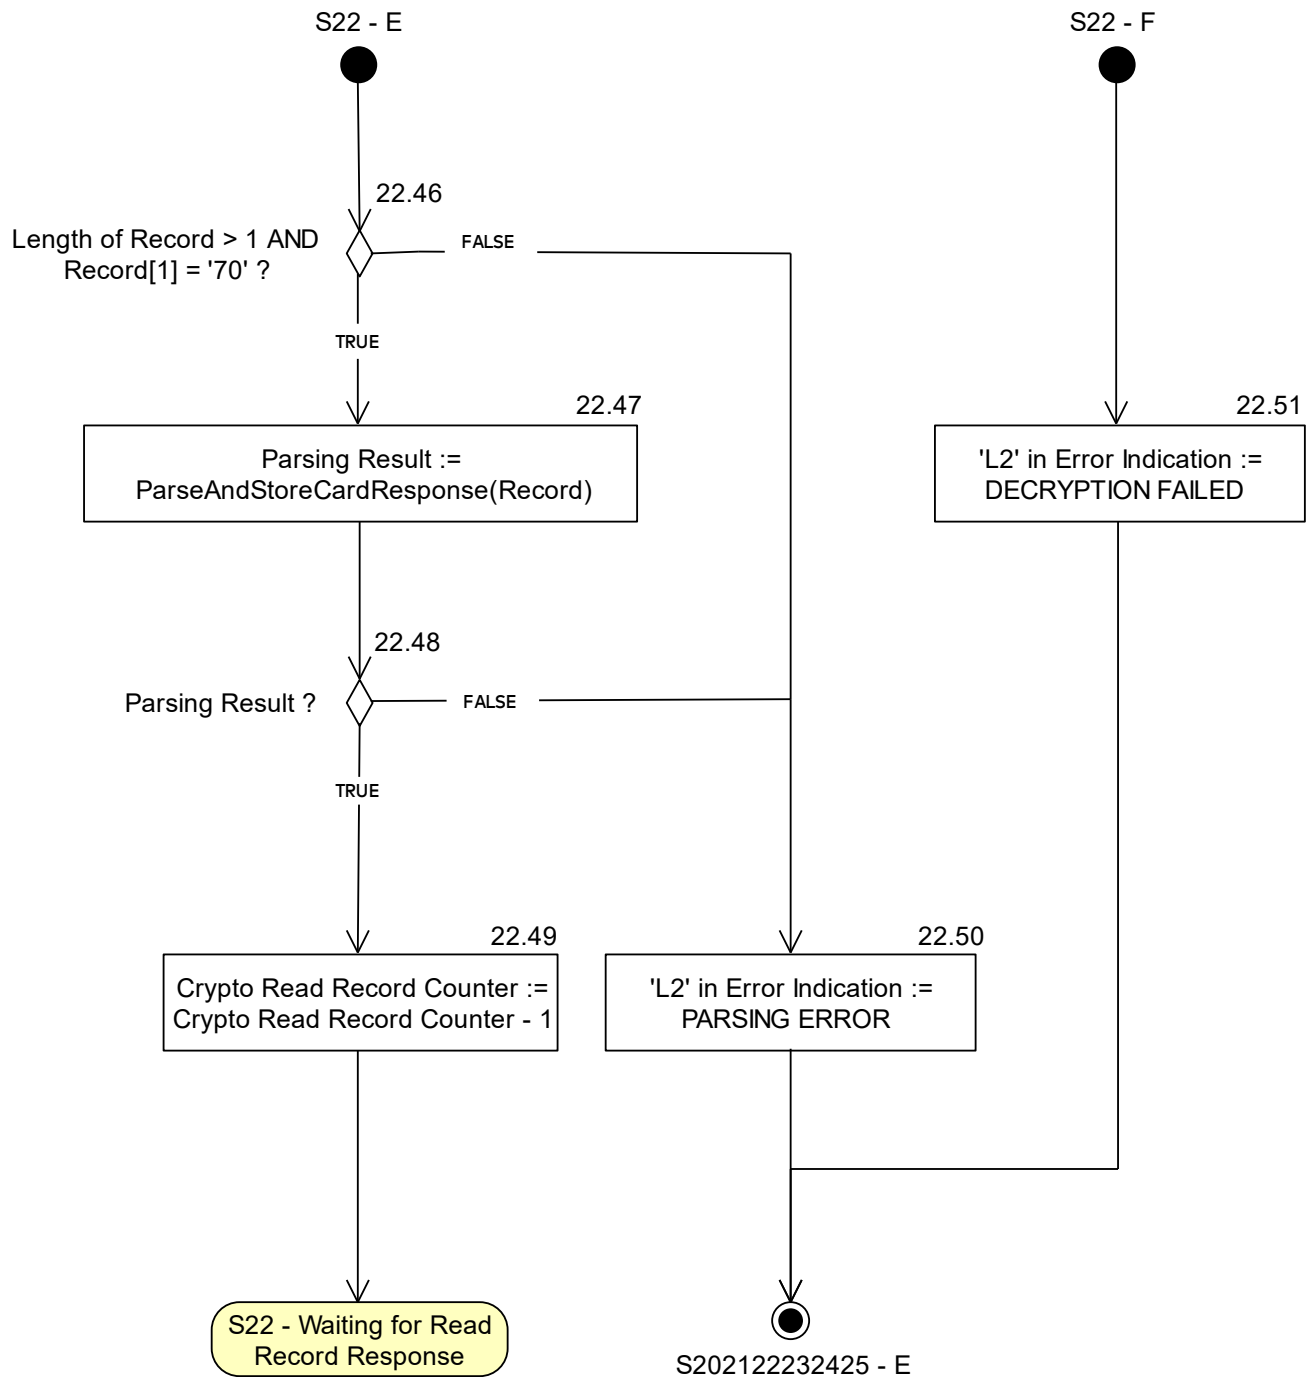 S22 - E
S22 - F
22.46
Length of Record > 1 AND
Record[1] = '70' ?
FALSE
TRUE
22.47
Parsing Result :=
ParseAndStoreCardResponse(Record)
22.51
'L2' in Error Indication :=
DECRYPTION FAILED
22.48
Parsing Result ?
FALSE
TRUE
22.49
Crypto Read Record Counter :=
Crypto Read Record Counter - 1
22.50
'L2' in Error Indication :=
PARSING ERROR
S22 - Waiting for Read
Record Response
S202122232425 - E